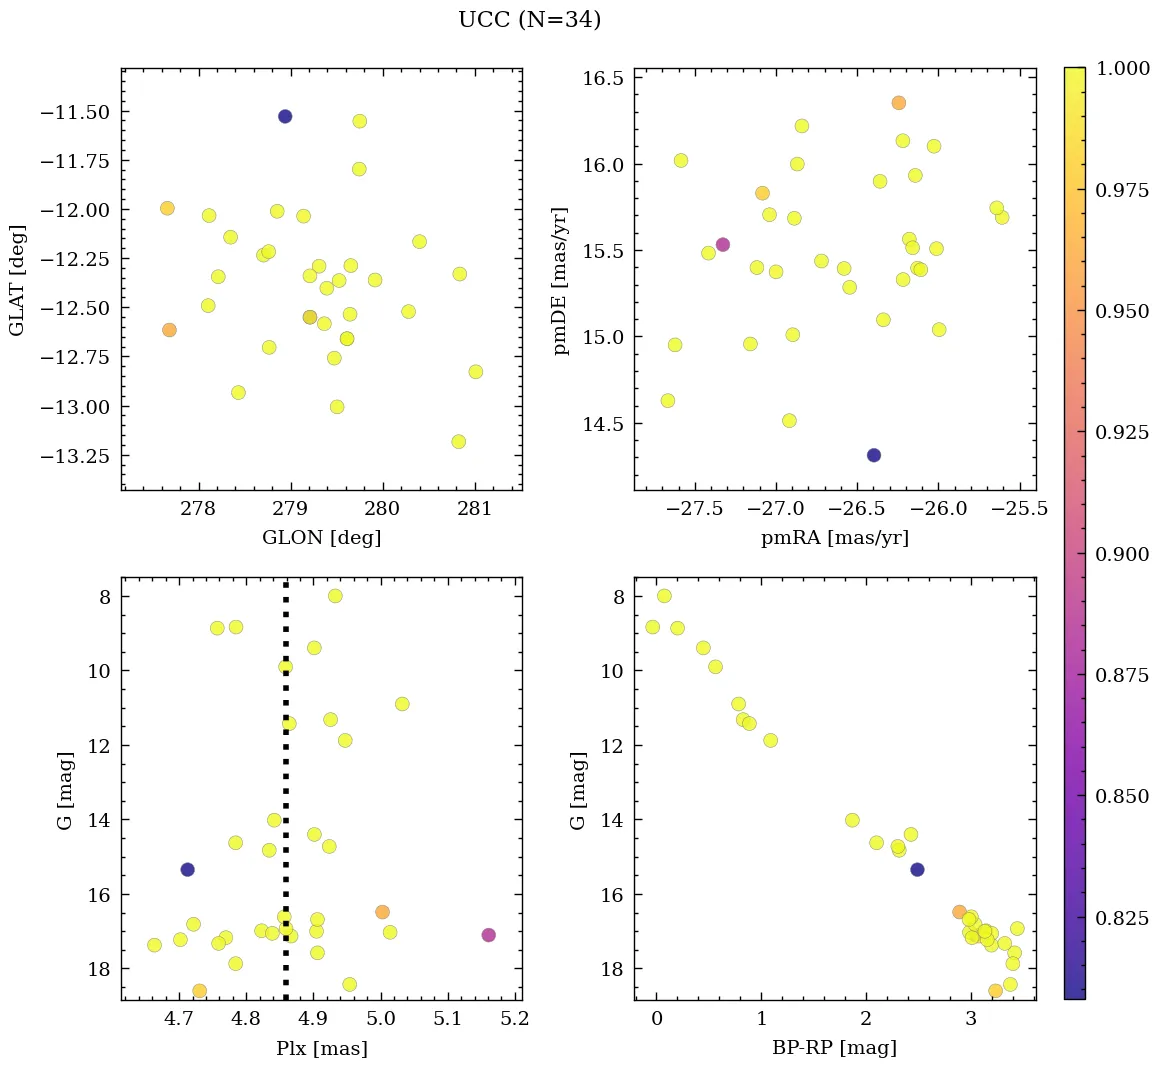 UCC (N=34)
−11.50
−11.75
−12.00
−12.25
−12.50
−12.75
−13.00
−13.25
GLAT [deg]
278 279 280 281
GLON [deg]
16.5
16.0
15.5
15.0
14.5
pmDE [mas/yr]
−27.5 −27.0 −26.5 −26.0 −25.5
pmRA [mas/yr]
8
10
12
14
16
18
G [mag]
4.7 4.8 4.9 5.0 5.1 5.2
Plx [mas]
8
10
12
14
16
18
G [mag]
0 1 2 3
BP-RP [mag]
1.000
0.975
0.950
0.925
0.900
0.875
0.850
0.825